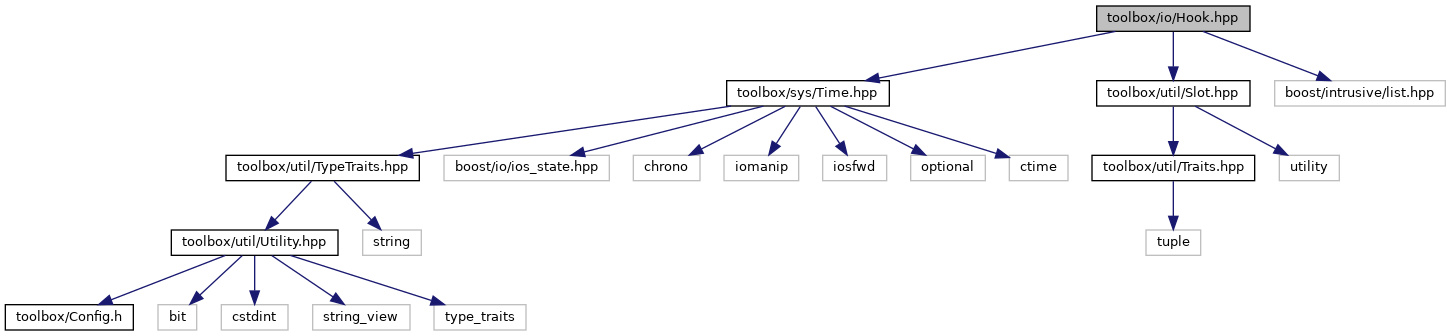 toolbox/io/Hook.hpp
toolbox/sys/Time.hpp
toolbox/util/Slot.hpp
boost/intrusive/list.hpp
toolbox/util/TypeTraits.hpp
boost/io/ios_state.hpp
chrono
iomanip
iosfwd
optional
ctime
toolbox/util/Traits.hpp
utility
toolbox/util/Utility.hpp
string
tuple
toolbox/Config.h
bit
cstdint
string_view
type_traits